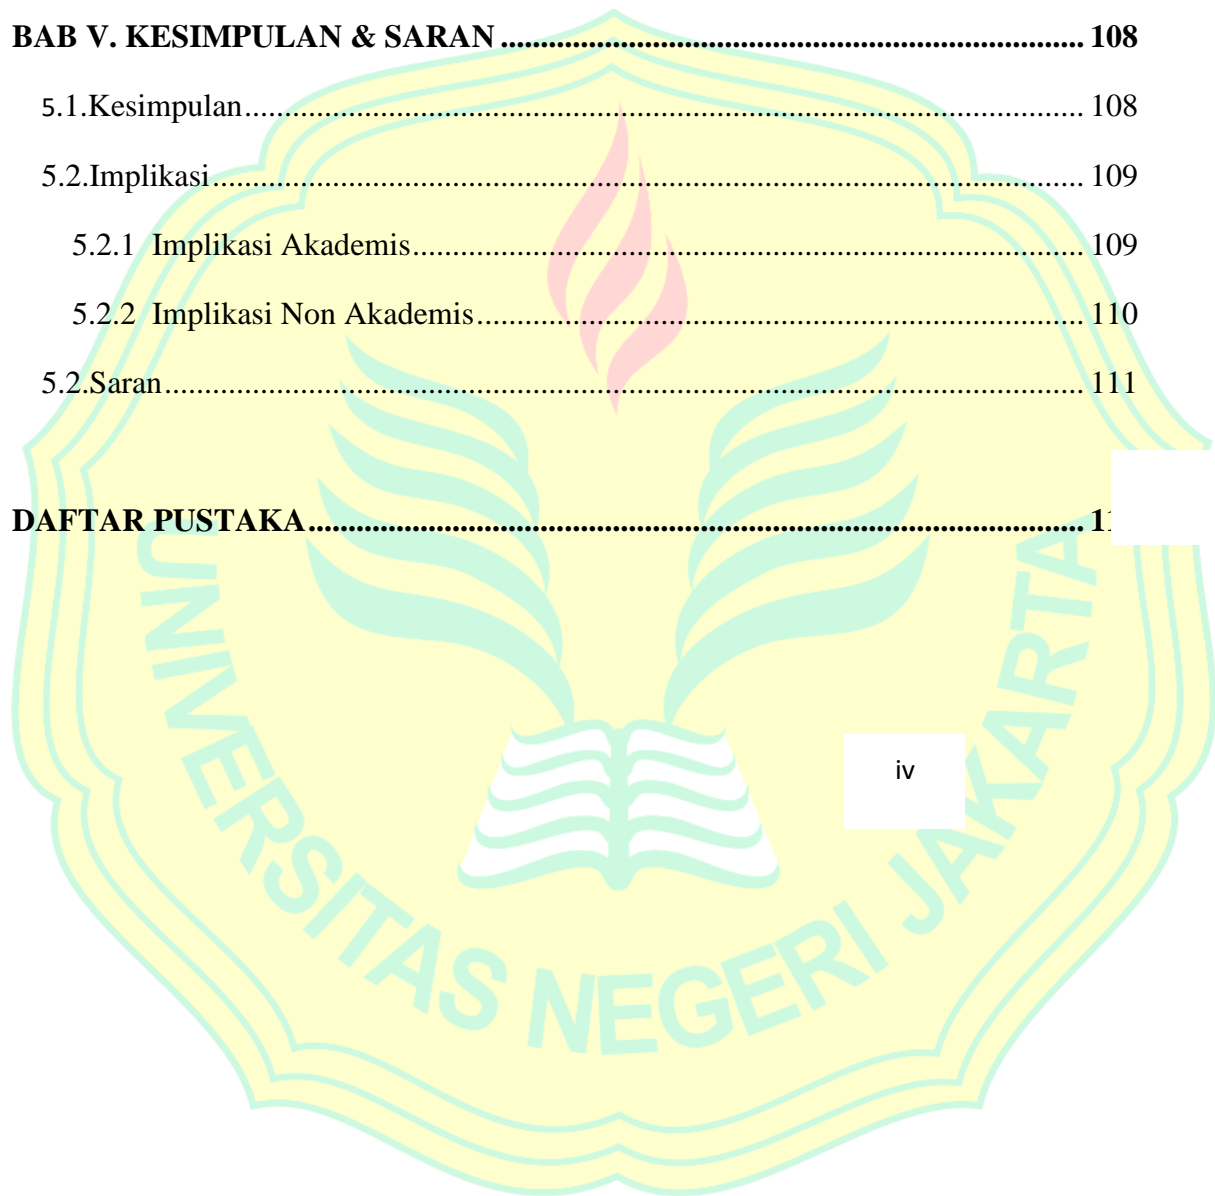 BAB V. KESIMPULAN & SARAN ........................................................................ 108
5.1.Kesimpulan........................................................................................................ 108
5.2.Implikasi............................................................................................................ 109
5.2.1 Implikasi Akademis.................................................................................... 109
5.2.2 Implikasi Non Akademis............................................................................ 110
5.2.Saran.................................................................................................................. 111
DAFTAR PUSTAKA................................................................................................
iv
UNIVERSITAS NEGERI JAKARTA